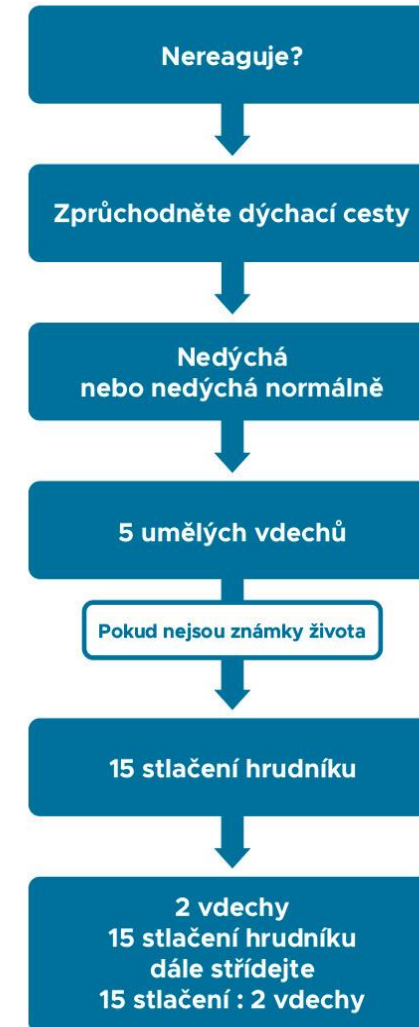 Nereaguje?
Zprůchodněte dýchací cesty
Nedýchá
nebo nedýchá normálně
5 umělých vdechů
Pokud nejsou známky života
15 stlačení hrudníku
2 vdechy
15 stlačení hrudníku
dále střídejte
15 stlačení : 2 vdechy